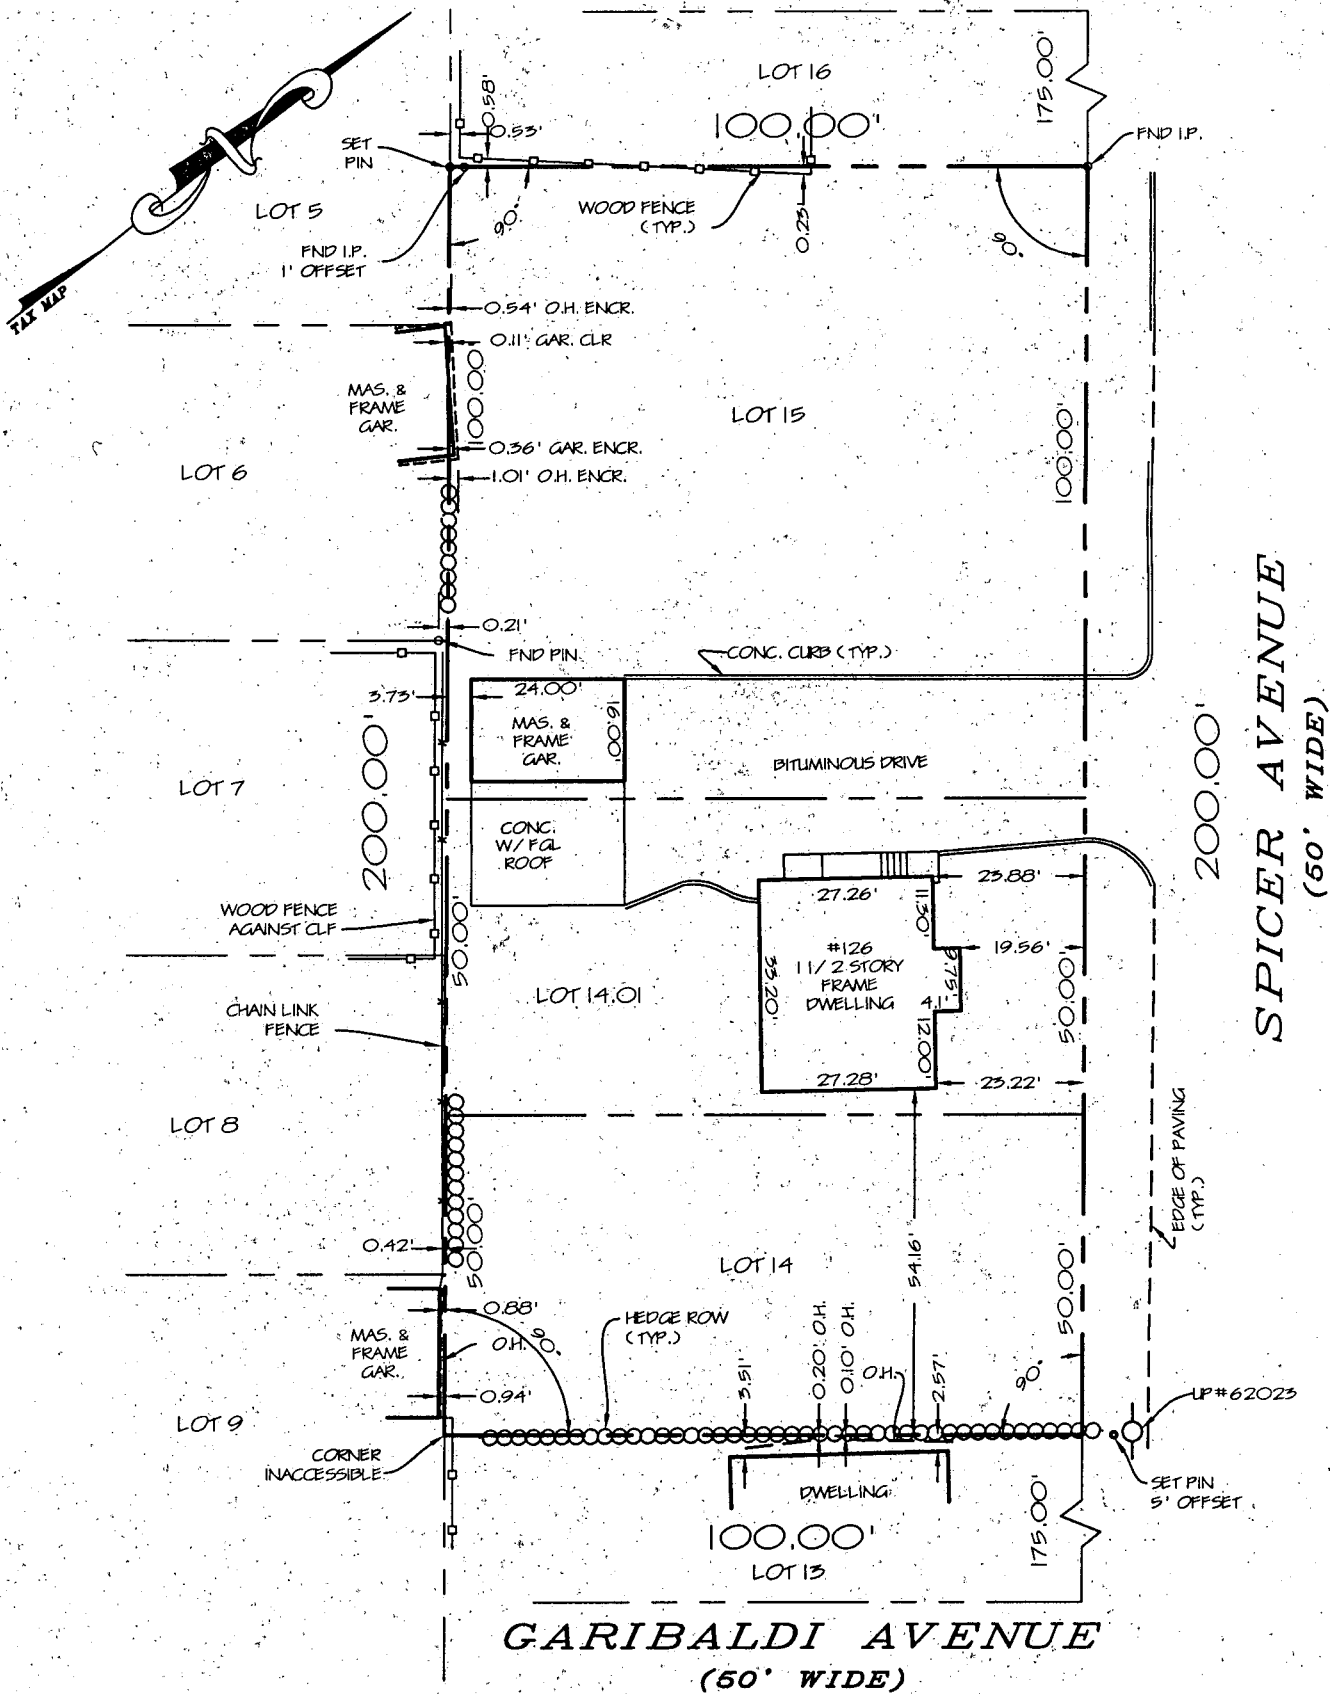 LOT 16
175.00'
0.58'
0.53'
100.00'
SET
PIN
FND I.P.
LOT 5
90°
WOOD FENCE
(TYP.)
0.23'
90°
FND I.P.
1' OFFSET
TAX MAP
0.54' O.H. ENCR.
0.11' GAR. CLR
MAS. &
FRAME
GAR.
100.00'
LOT 15
100.00'
0.36' GAR. ENCR.
LOT 6
1.01' O.H. ENCR.
0.21'
FND PIN
CONC. CURB (TYP.)
3.73'
24.00'
MAS. &
FRAME
GAR.
16.00'
200.00'
BITUMINOUS DRIVE
LOT 7
200.00'
SPICER AVENUE
(50' WIDE)
CONC.
W/ FGL
ROOF
27.26'
11.30'
23.88'
WOOD FENCE
AGAINST CLF
50.00'
#126
1 1/2 STORY
FRAME
DWELLING
33.20'
9.75'
19.56'
4.1'
50.00'
LOT 14.01
CHAIN LINK
FENCE
12.00'
27.28'
23.22'
LOT 8
EDGE OF PAVING
(TYP.)
0.42'
50.00'
LOT 14
54.16'
50.00'
0.88'
HEDGE ROW
(TYP.)
MAS. &
FRAME
GAR.
O.H.
90°
3.51'
0.20' O.H.
0.10' O.H.
O.H.
2.57'
90°
0.94'
UP#62023
LOT 9
CORNER
INACCESSIBLE
DWELLING
SET PIN
5' OFFSET
100.00'
175.00'
LOT 13
GARIBALDI AVENUE
(50' WIDE)